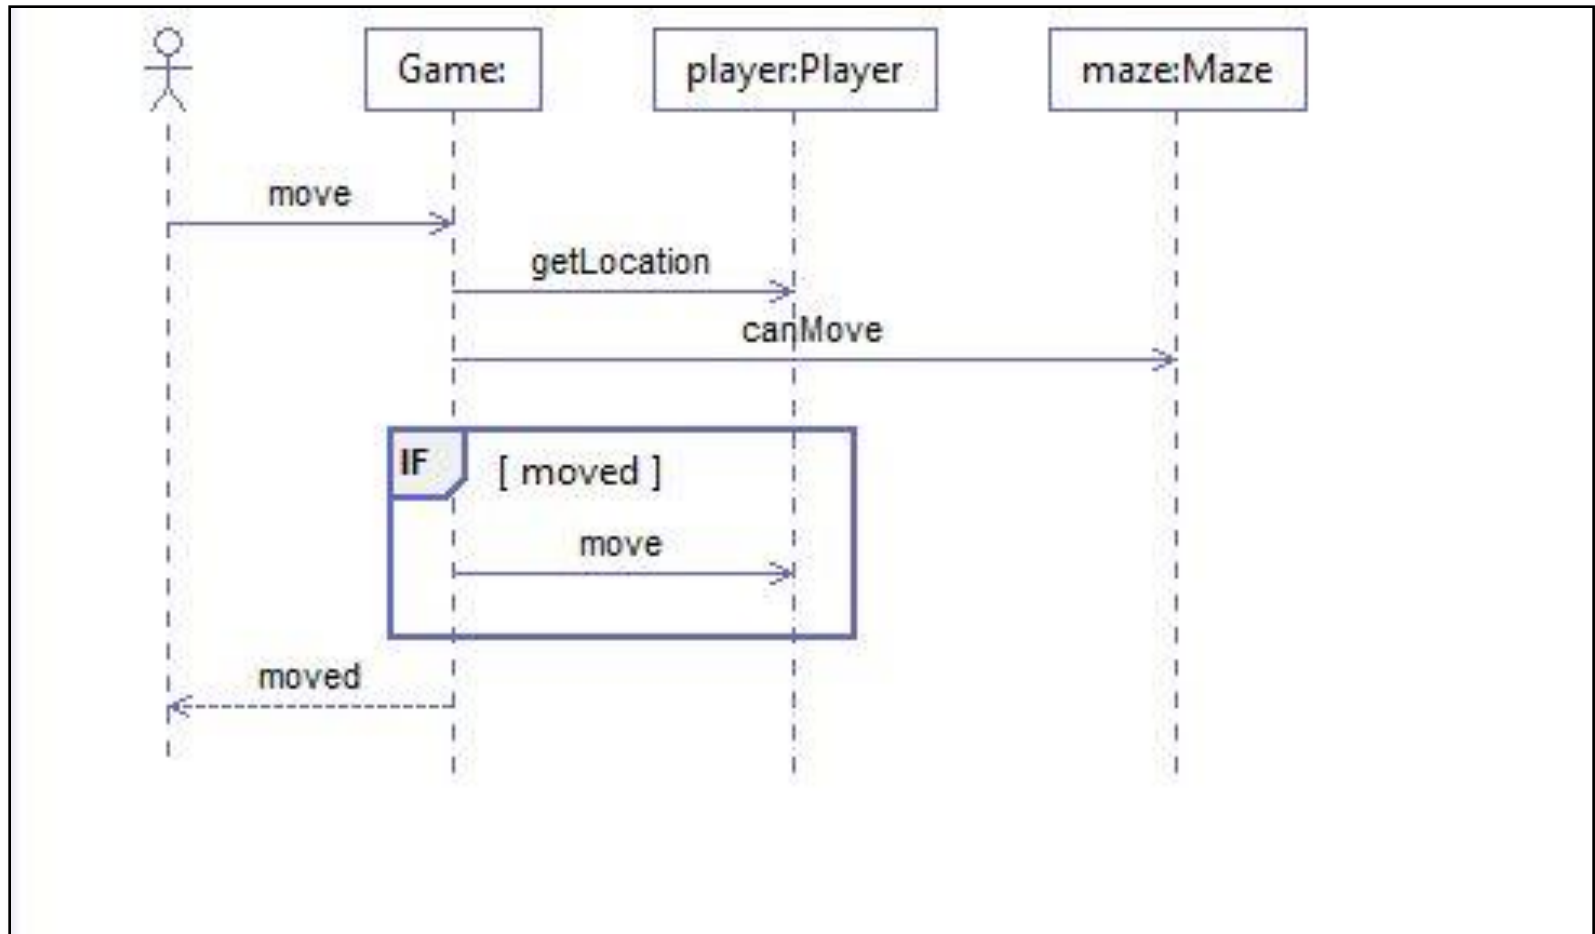 Game:
player:Player
maze:Maze
move
getLocation
canMove
IF
[ moved ]
move
moved